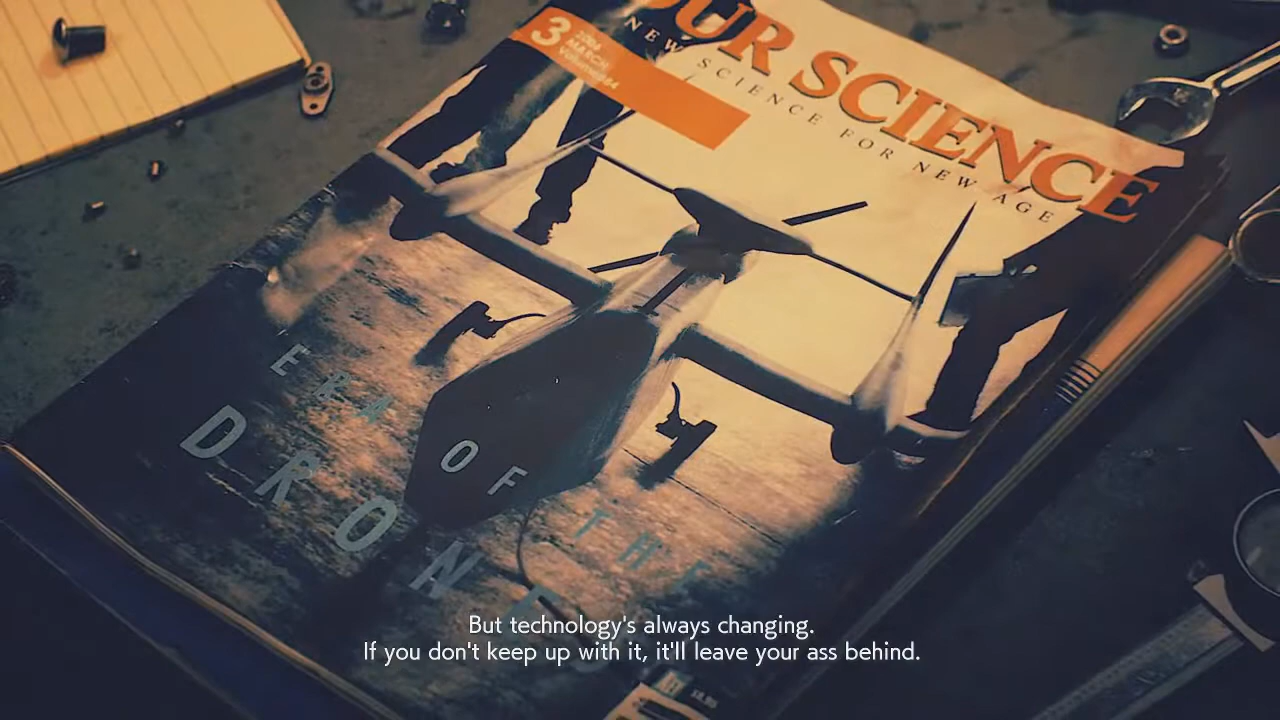 OUR SCIENCE
NEW SCIENCE FOR NEW AGE
3
MARCH
ERA OF THE
DRONE
But technology's always changing.
If you don't keep up with it, it'll leave your ass behind.